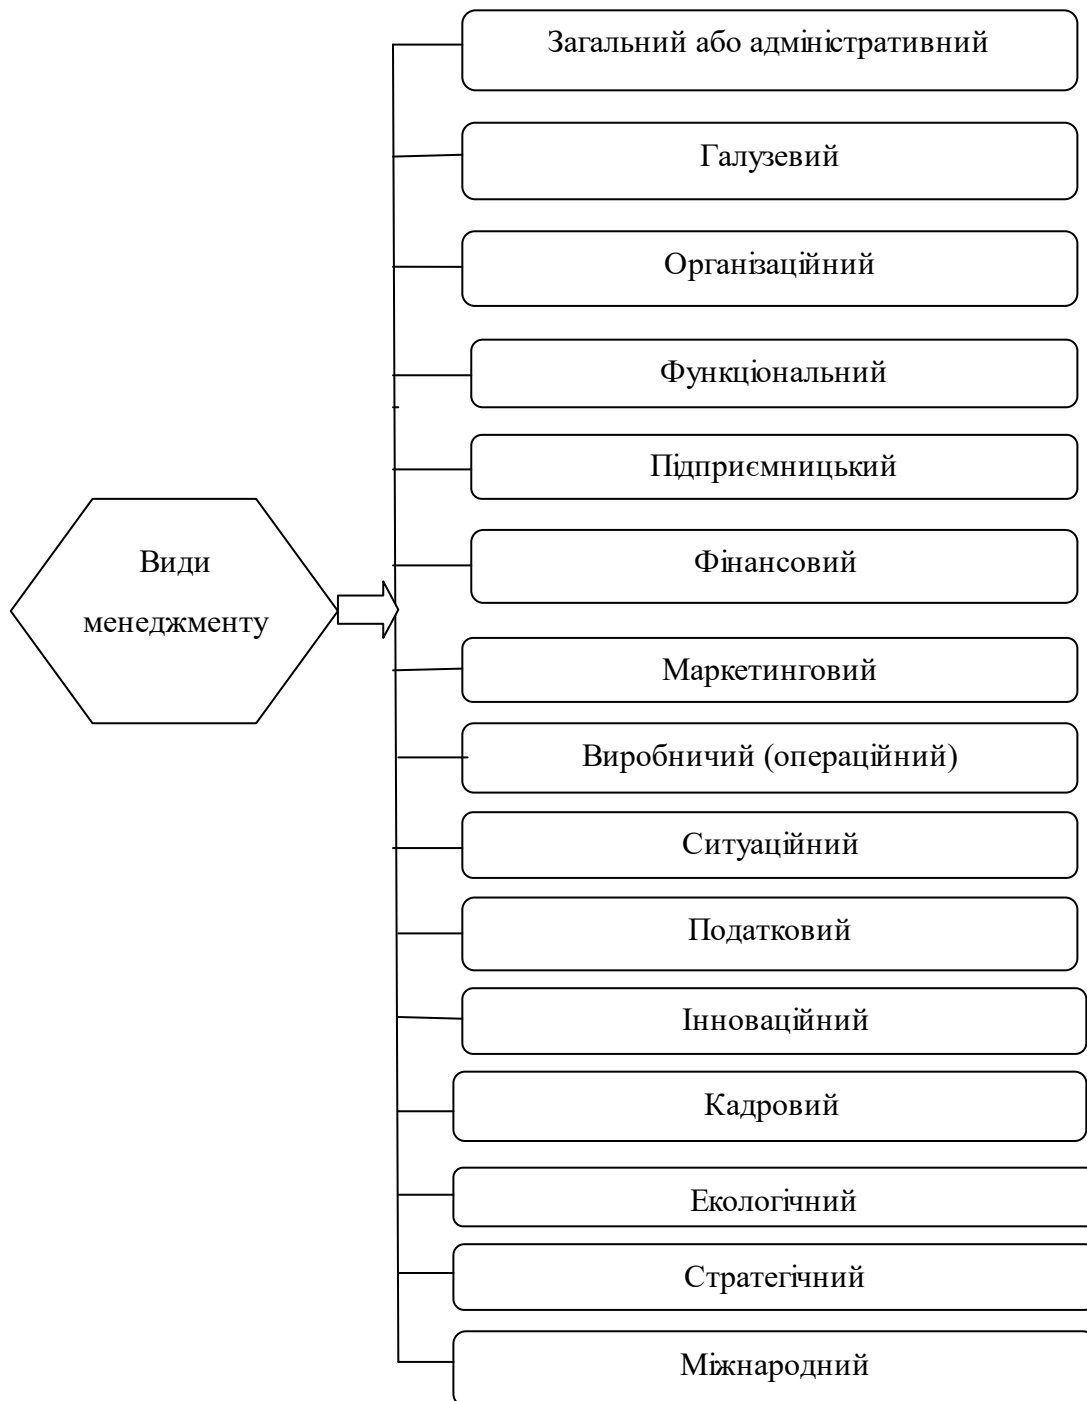 Загальний або адміністративний
Галузевий
Організаційний
Функціональний
Підприємницький
Види
менеджменту
Фінансовий
Маркетинговий
Виробничий (операційний)
Ситуаційний
Податковий
Інноваційний
Кадровий
Екологічний
Стратегічний
Міжнародний